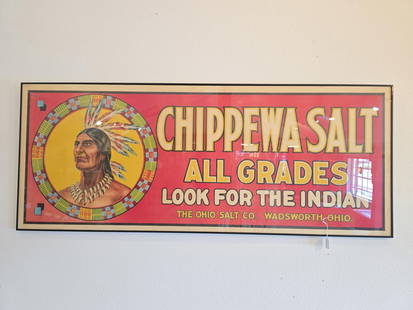 CHIPPEWA SALT
ALL GRADES
LOOK FOR THE INDIAN
THE OHIO SALT CO. WADSWORTH, OHIO.